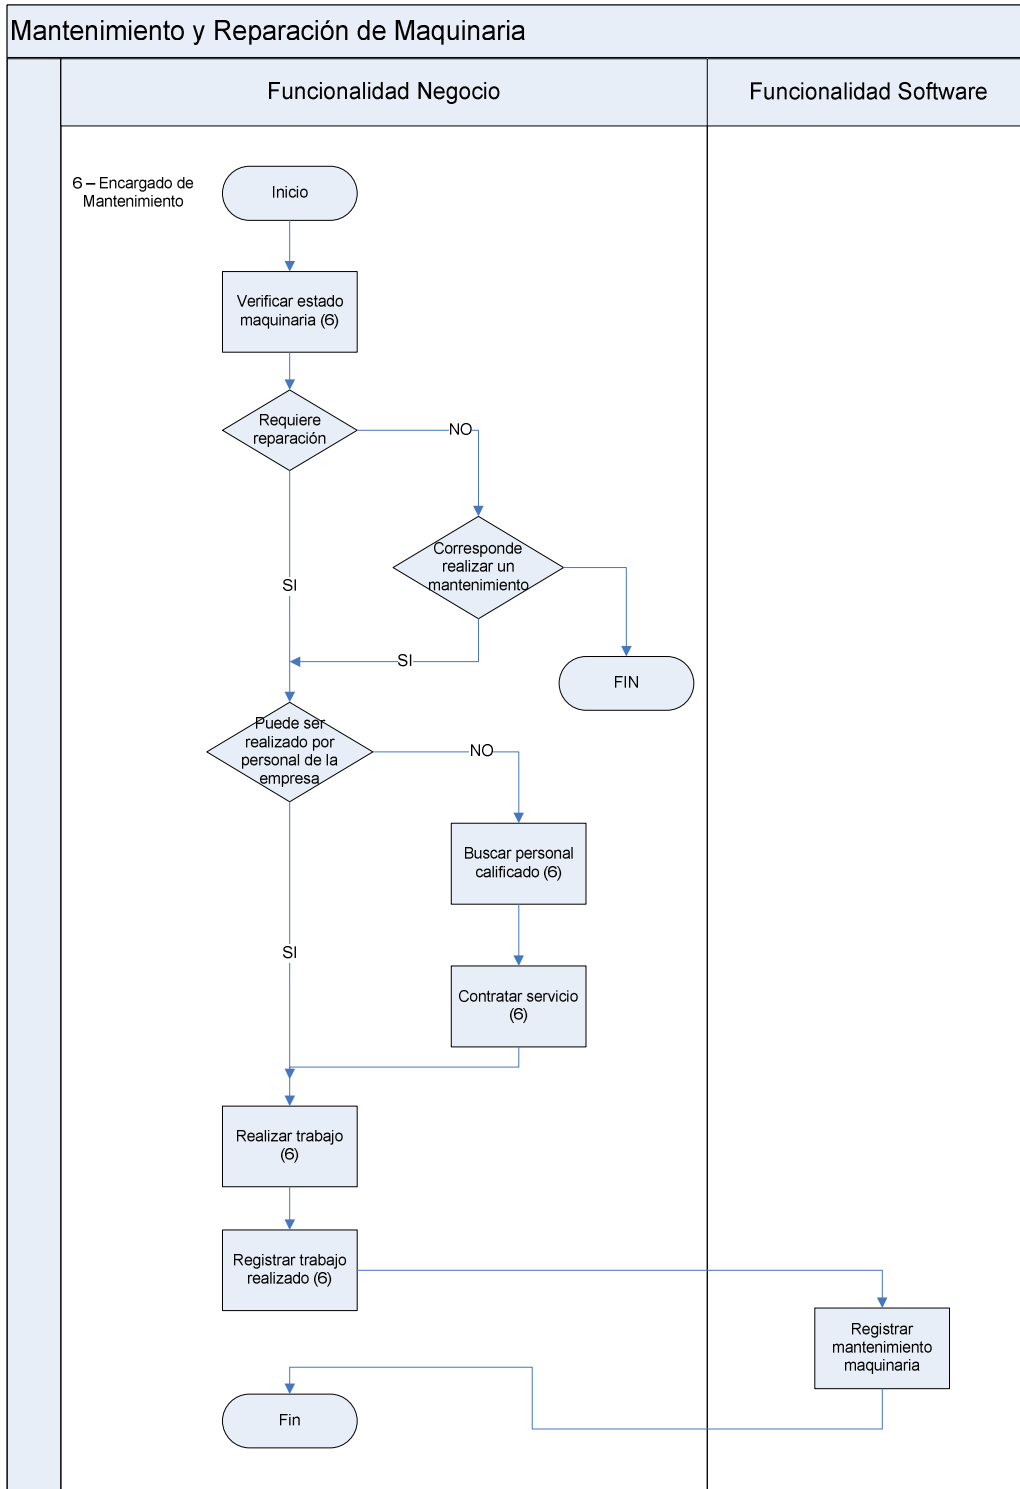 Mantenimiento y Reparación de Maquinaria
Funcionalidad Negocio
Funcionalidad Software
6 – Encargado de
Mantenimiento
Inicio
Verificar estado
maquinaria (6)
Requiere
reparación
NO
Corresponde
realizar un
mantenimiento
SI
SI
FIN
Puede ser
realizado por
personal de la
empresa
NO
Buscar personal
calificado (6)
SI
Contratar servicio
(6)
Realizar trabajo
(6)
Registrar trabajo
realizado (6)
Registrar
mantenimiento
maquinaria
Fin